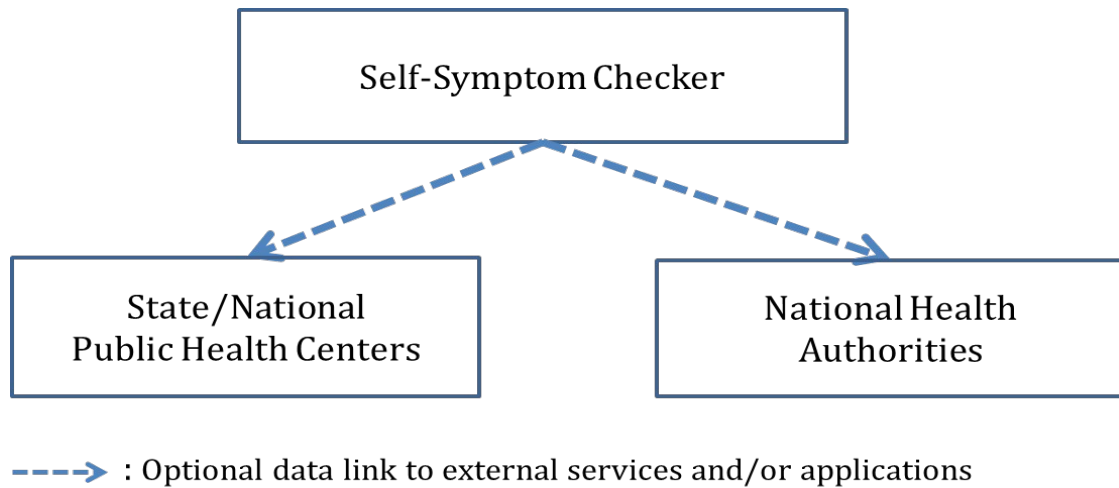 Self-Symptom Checker
State/National
Public Health Centers
National Health
Authorities
: Optional data link to external services and/or applications